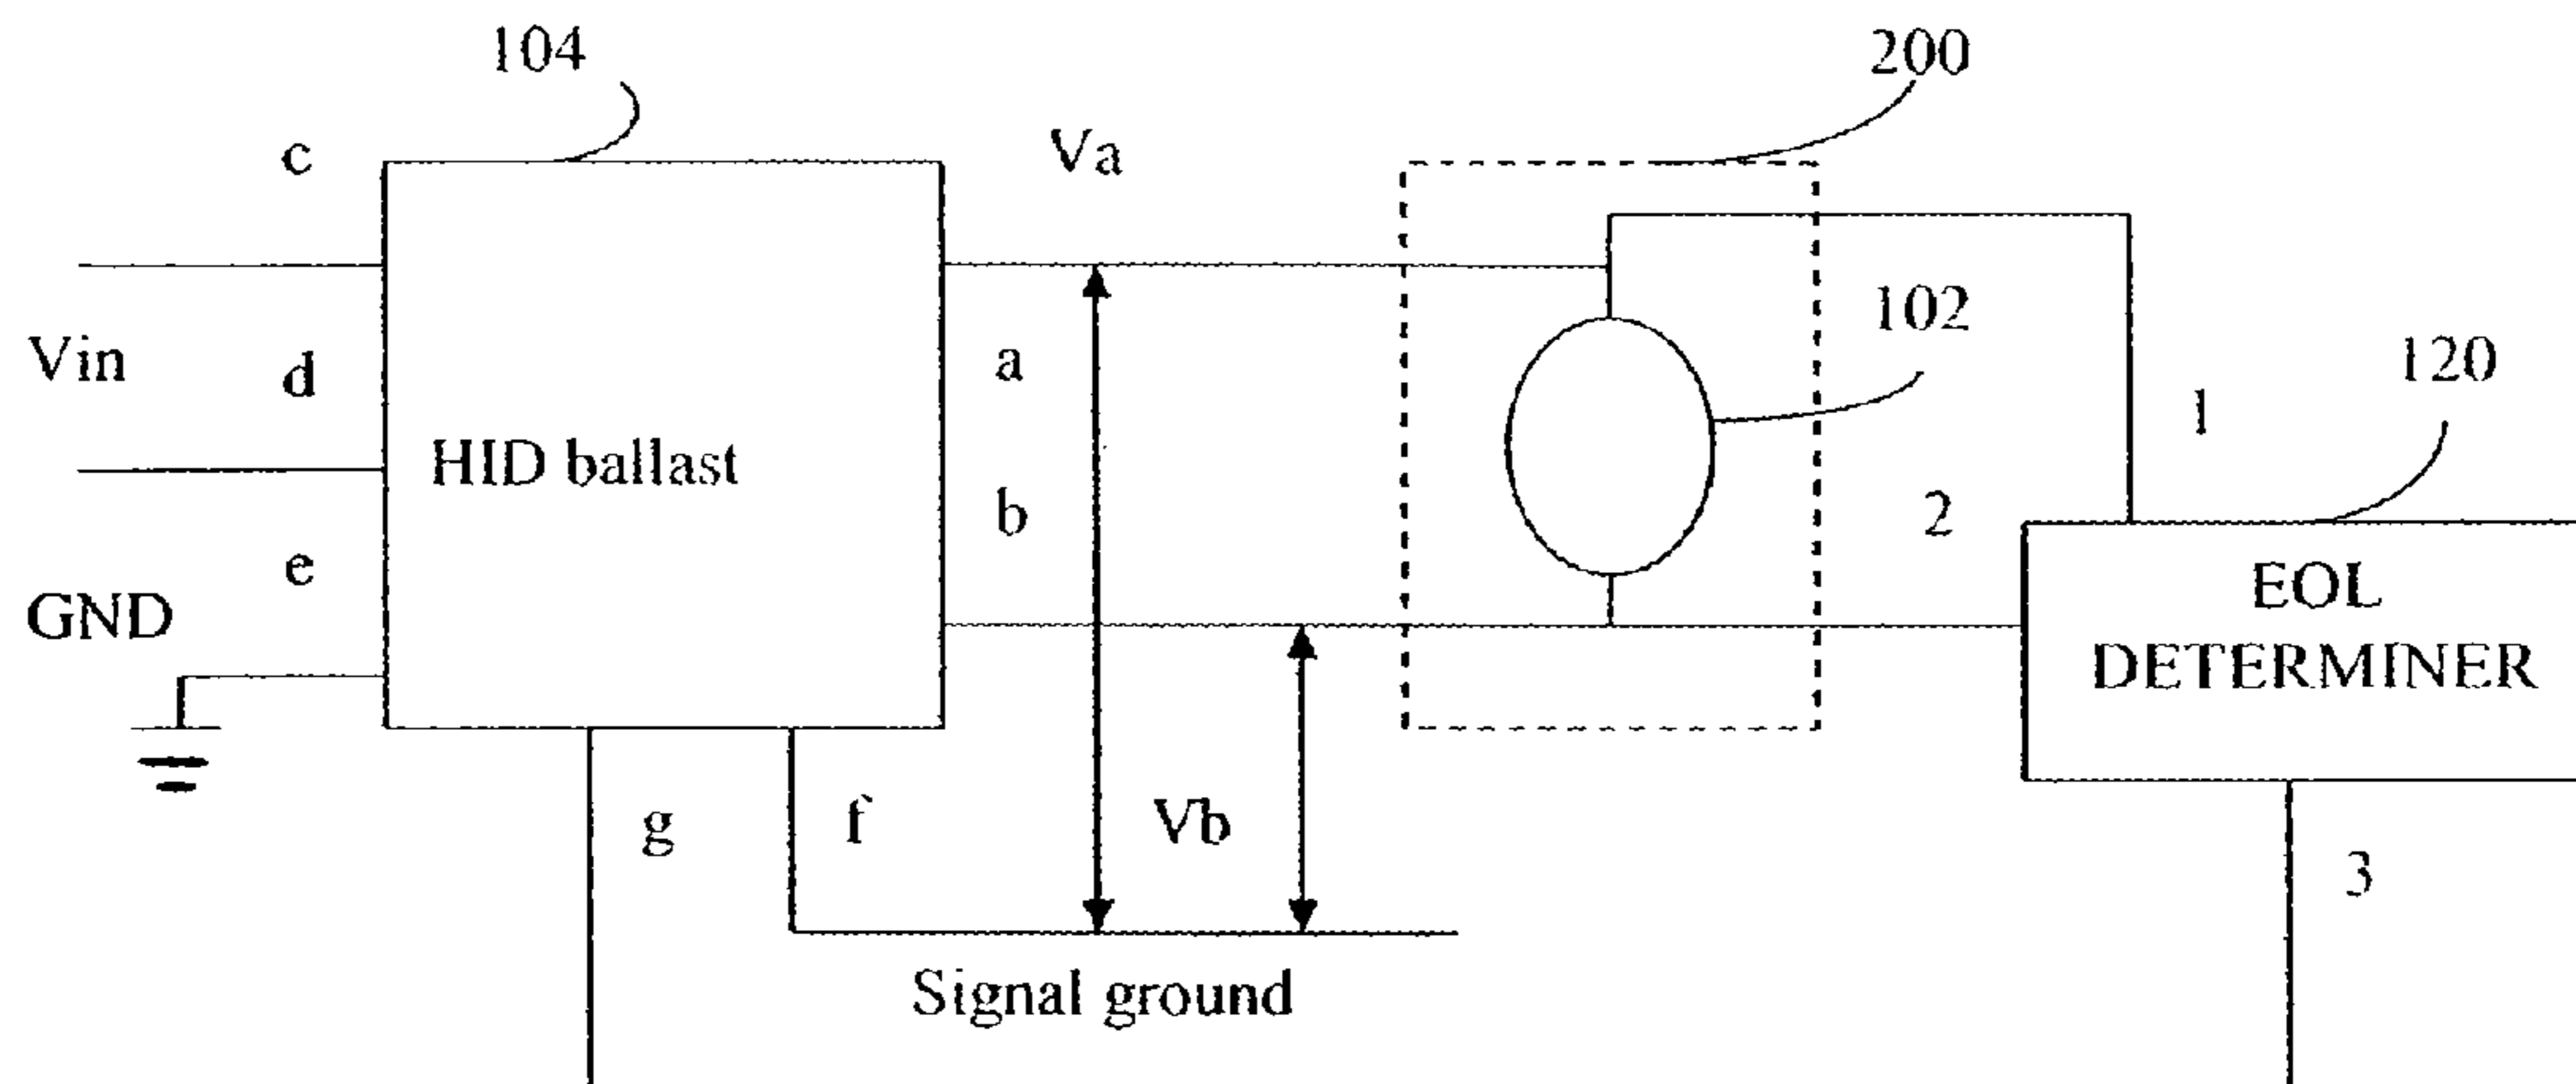 104
200
c
Va
102
Vin
d
a
120
1
HID ballast
b
2
e
EOL
DETERMINER
GND
g
f
Vb
3
Signal ground